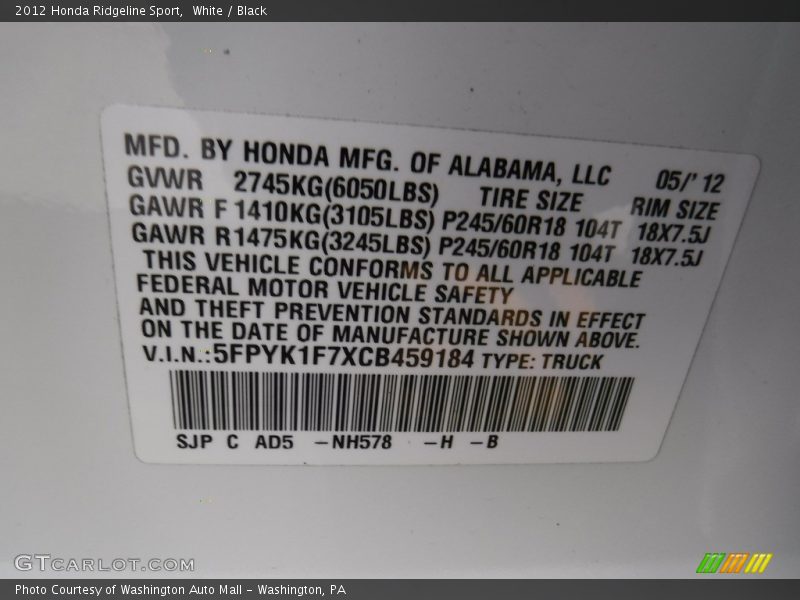 2012 Honda Ridgeline Sport,  White / Black
MFD. BY HONDA MFG. OF ALABAMA, LLC 05/' 12
GVWR 2745KG(6050LBS) TIRE SIZE RIM SIZE
GAWR F 1410KG(3105LBS) P245/60R18 104T 18X7.5J
GAWR R1475KG(3245LBS) P245/60R18 104T 18X7.5J
THIS VEHICLE CONFORMS TO ALL APPLICABLE
FEDERAL MOTOR VEHICLE SAFETY
AND THEFT PREVENTION STANDARDS IN EFFECT
ON THE DATE OF MANUFACTURE SHOWN ABOVE.
V.I.N.:5FPYK1F7XCB459184 TYPE: TRUCK
SJP C AD5 -NH578 -H -B
GTCARLOT.COM
Photo Courtesy of Washington Auto Mall - Washington, PA